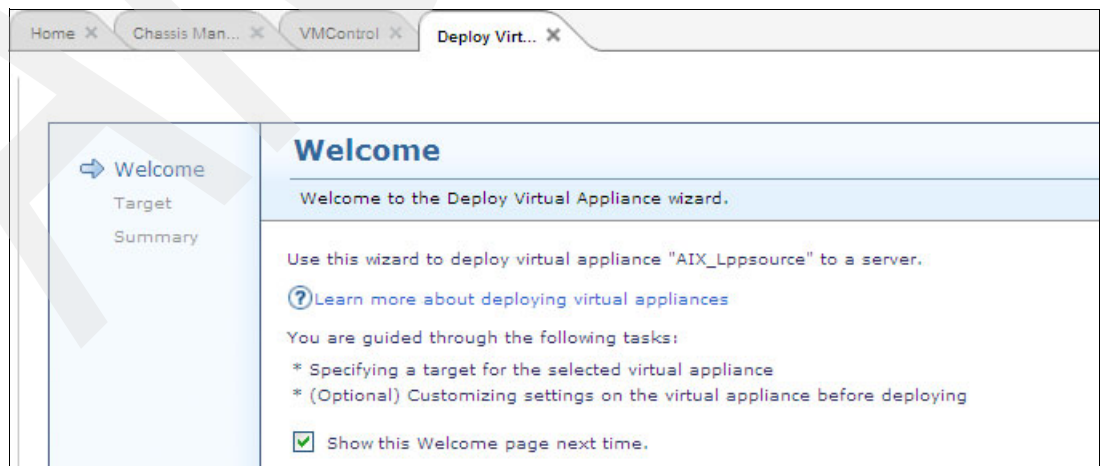 Home Chassis Man... VMControl Deploy Virt...
Welcome
Target
Summary
Welcome
Welcome to the Deploy Virtual Appliance wizard.
Use this wizard to deploy virtual appliance "AIX_Lppsource" to a server.
?Learn more about deploying virtual appliances
You are guided through the following tasks:
* Specifying a target for the selected virtual appliance
* (Optional) Customizing settings on the virtual appliance before deploying
Show this Welcome page next time.